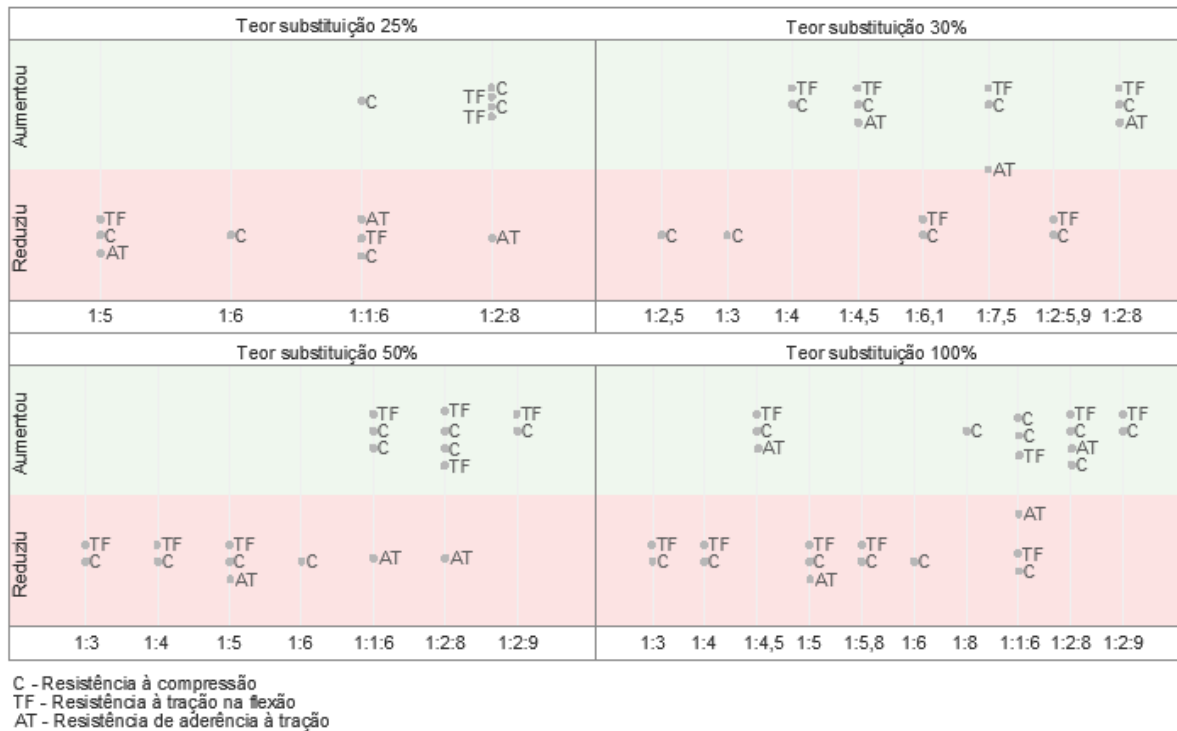 Teor substituição 25%
Teor substituição 30%
Aumentou
C
C
TF
C
TF
TF
C
TF
C
AT
TF
C
AT
TF
C
AT
Reduziu
TF
C
AT
C
AT
TF
C
AT
C
C
TF
C
TF
C
1:5 1:6 1:1:6 1:2:8
1:2,5 1:3 1:4 1:4,5 1:6,1 1:7,5 1:2:5,9 1:2:8
Teor substituição 50%
Teor substituição 100%
Aumentou
TF
C
C
TF
C
C
TF
TF
C
TF
C
AT
C
C
C
TF
TF
C
AT
C
TF
C
Reduziu
TF
C
TF
C
TF
C
AT
C
AT
AT
TF
C
TF
C
TF
C
AT
TF
C
C
AT
TF
C
1:3 1:4 1:5 1:6 1:1:6 1:2:8 1:2:9
1:3 1:4 1:4,5 1:5 1:5,8 1:6 1:8 1:1:6 1:2:8 1:2:9
C - Resistência à compressão
TF - Resistência à tração na flexão
AT - Resistência de aderência à tração